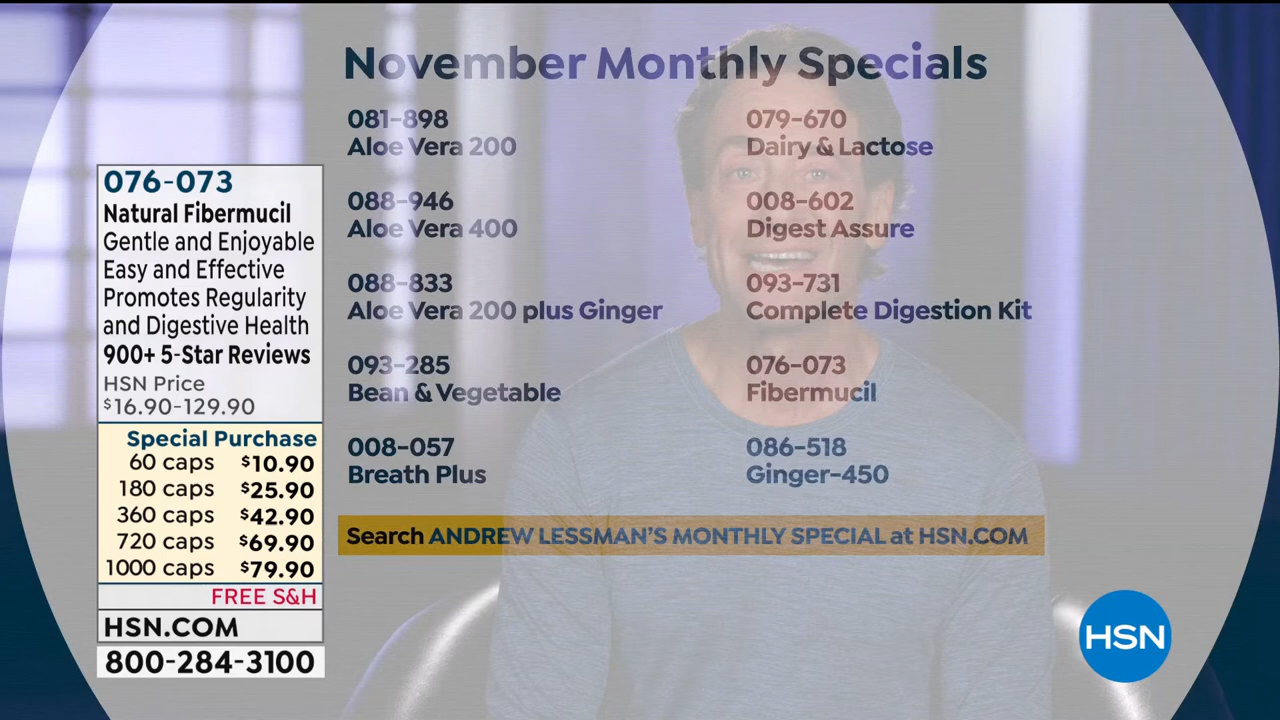 November Monthly Specials
081-898
Aloe Vera 200
088-946
Aloe Vera 400
088-833
Aloe Vera 200 plus Ginger
093-285
Bean & Vegetable
008-057
Breath Plus
079-670
Dairy & Lactose
008-602
Digest Assure
093-731
Complete Digestion Kit
076-073
Fibermucil
086-518
Ginger-450
Search ANDREW LESSMAN'S MONTHLY SPECIAL at HSN.COM
076-073
Natural Fibermucil
Gentle and Enjoyable
Easy and Effective
Promotes Regularity
and Digestive Health
900+ 5-Star Reviews
HSN Price
$16.90-129.90
Special Purchase
60 caps $10.90
180 caps $25.90
360 caps $42.90
720 caps $69.90
1000 caps $79.90
FREE S&H
HSN.COM
800-284-3100
HSN